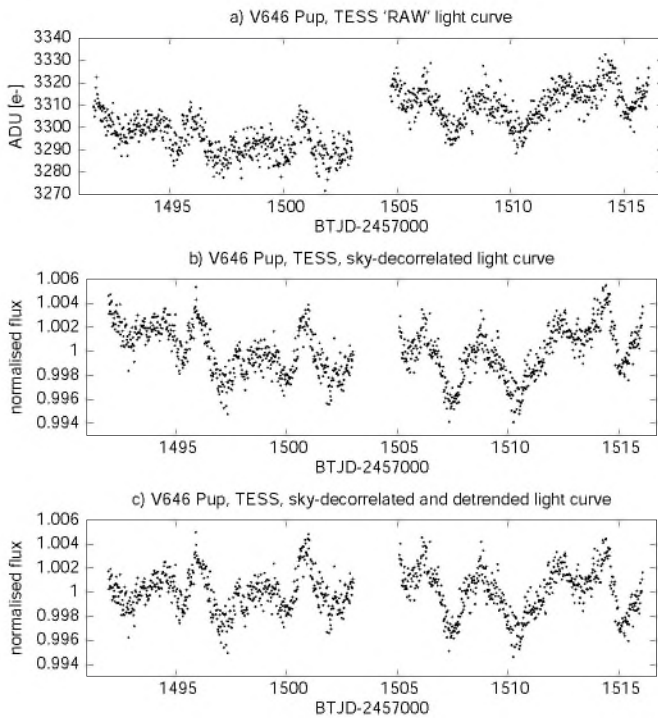 a) V646 Pup, TESS 'RAW' light curve
3340
3330
3320
3310
3300
3290
3280
3270
ADU [e-]
1495 1500 1505 1510 1515
BTJD-2457000
b) V646 Pup, TESS, sky-decorrelated light curve
1.006
1.004
1.002
1
0.998
0.996
0.994
normalised flux
1495 1500 1505 1510 1515
BTJD-2457000
c) V646 Pup, TESS, sky-decorrelated and detrended light curve
1.006
1.004
1.002
1
0.998
0.996
0.994
normalised flux
1495 1500 1505 1510 1515
BTJD-2457000